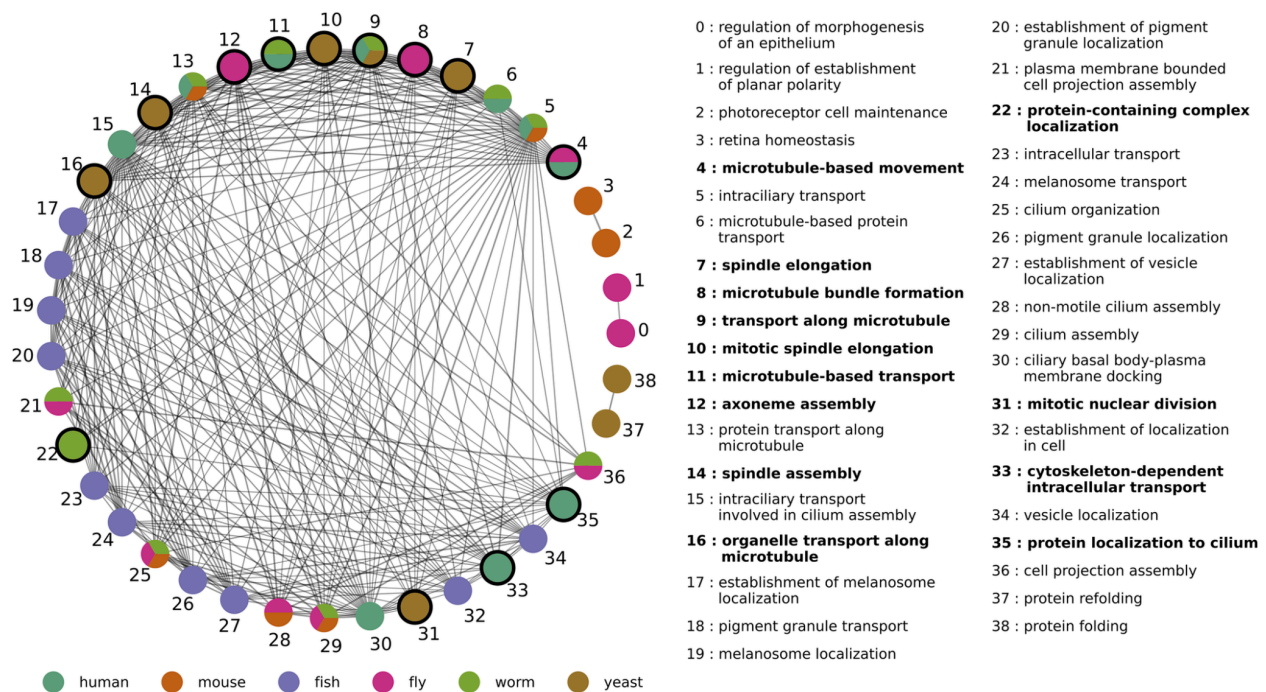 10
9
11
8
12
7
13
6
14
5
15
4
16
3
17
2
18
1
19
0
20
38
21
37
22
36
23
35
24
34
25
33
26
32
27
31
28
29
30
human
mouse
fish
fly
worm
yeast
0 : regulation of morphogenesis
of an epithelium
1 : regulation of establishment
of planar polarity
2 : photoreceptor cell maintenance
3 : retina homeostasis
4 : microtubule-based movement
5 : intraciliary transport
6 : microtubule-based protein
transport
7 : spindle elongation
8 : microtubule bundle formation
9 : transport along microtubule
10 : mitotic spindle elongation
11 : microtubule-based transport
12 : axoneme assembly
13 : protein transport along
microtubule
14 : spindle assembly
15 : intraciliary transport
involved in cilium assembly
16 : organelle transport along
microtubule
17 : establishment of melanosome
localization
18 : pigment granule transport
19 : melanosome localization
20 : establishment of pigment
granule localization
21 : plasma membrane bounded
cell projection assembly
22 : protein-containing complex
localization
23 : intracellular transport
24 : melanosome transport
25 : cilium organization
26 : pigment granule localization
27 : establishment of vesicle
localization
28 : non-motile cilium assembly
29 : cilium assembly
30 : ciliary basal body-plasma
membrane docking
31 : mitotic nuclear division
32 : establishment of localization
in cell
33 : cytoskeleton-dependent
intracellular transport
34 : vesicle localization
35 : protein localization to cilium
36 : cell projection assembly
37 : protein refolding
38 : protein folding